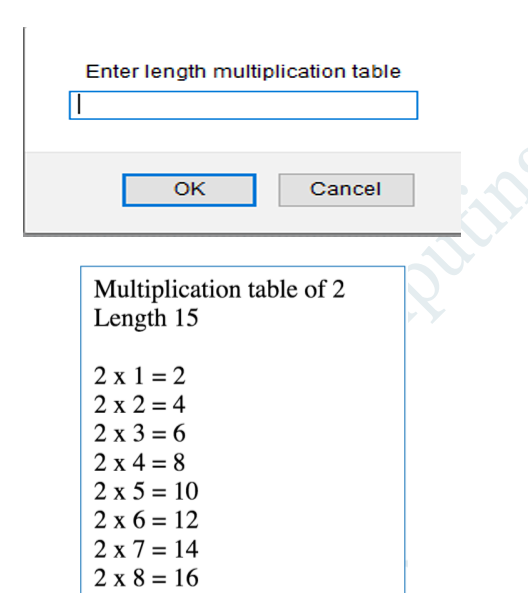 Enter length multiplication table
OK
Cancel
Multiplication table of 2
Length 15
2 x 1 = 2
2 x 2 = 4
2 x 3 = 6
2 x 4 = 8
2 x 5 = 10
2 x 6 = 12
2 x 7 = 14
2 x 8 = 16